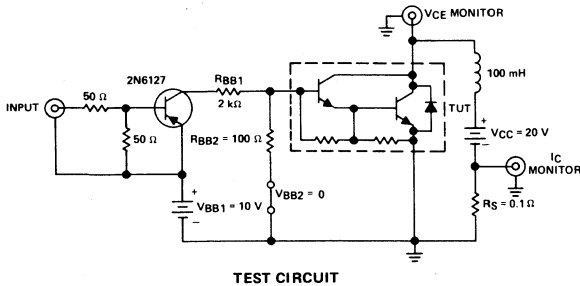 VCE MONITOR
2N6127
RBB1
2 kΩ
50 Ω
INPUT
50 Ω
RBB2 = 100 Ω
TUT
100 mH
+
VCC = 20 V
−
IC
MONITOR
VBB2 = 0
+
VBB1 = 10 V
−
RS = 0.1 Ω
TEST CIRCUIT